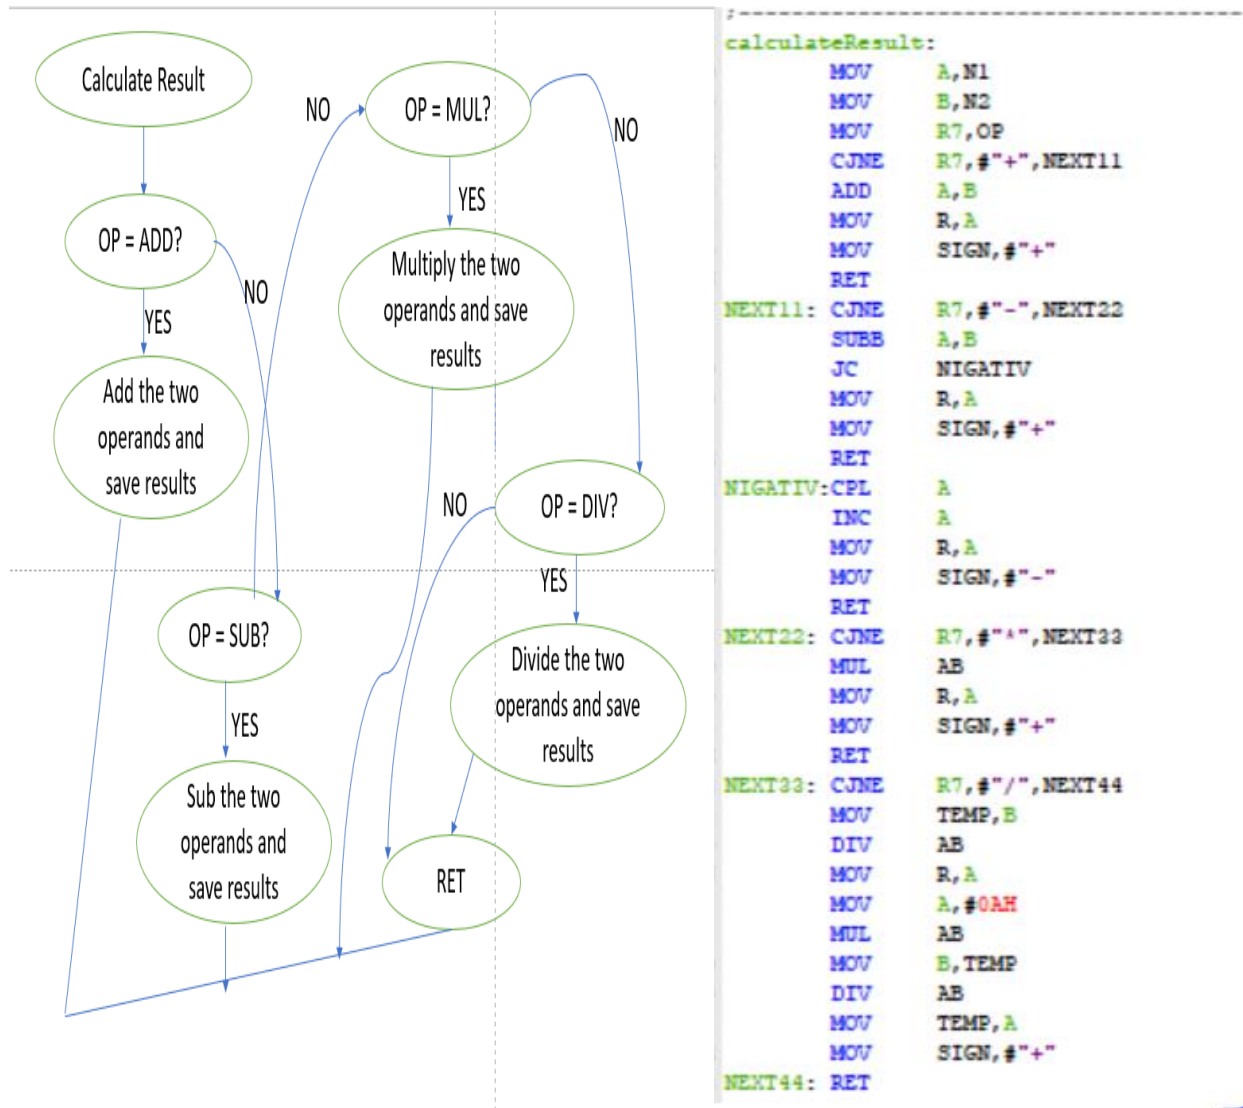 Calculate Result
OP = ADD?
NO
YES
Add the two
operands and
save results
OP = SUB?
YES
Sub the two
operands and
save results
NO
OP = MUL?
NO
YES
Multiply the two
operands and save
results
OP = DIV?
NO
YES
Divide the two
operands and save
results
RET
;----------------------------------------
calculateResult:
MOV A,N1
MOV B,N2
MOV R7,OP
CJNE R7,#"+",NEXT11
ADD A,B
MOV R,A
MOV SIGN,#"+"
RET
NEXT11: CJNE R7,#"-",NEXT22
SUBB A,B
JC NIGATIV
MOV R,A
MOV SIGN,#"+"
RET
NIGATIV:CPL A
INC A
MOV R,A
MOV SIGN,#"-"
RET
NEXT22: CJNE R7,#"*",NEXT33
MUL AB
MOV R,A
MOV SIGN,#"+"
RET
NEXT33: CJNE R7,#"/",NEXT44
MOV TEMP,B
DIV AB
MOV R,A
MOV A,#0AH
MUL AB
MOV B,TEMP
DIV AB
MOV TEMP,A
MOV SIGN,#"+"
NEXT44: RET